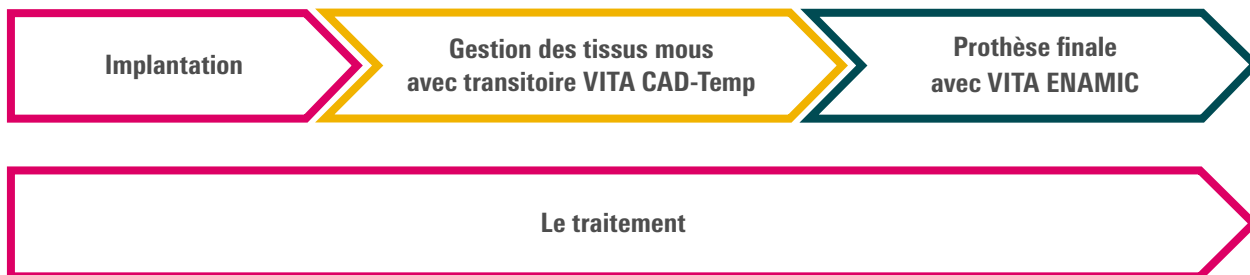 Implantation
Gestion des tissus mous
avec transitoire VITA CAD-Temp
Prothèse finale
avec VITA ENAMIC
Le traitement